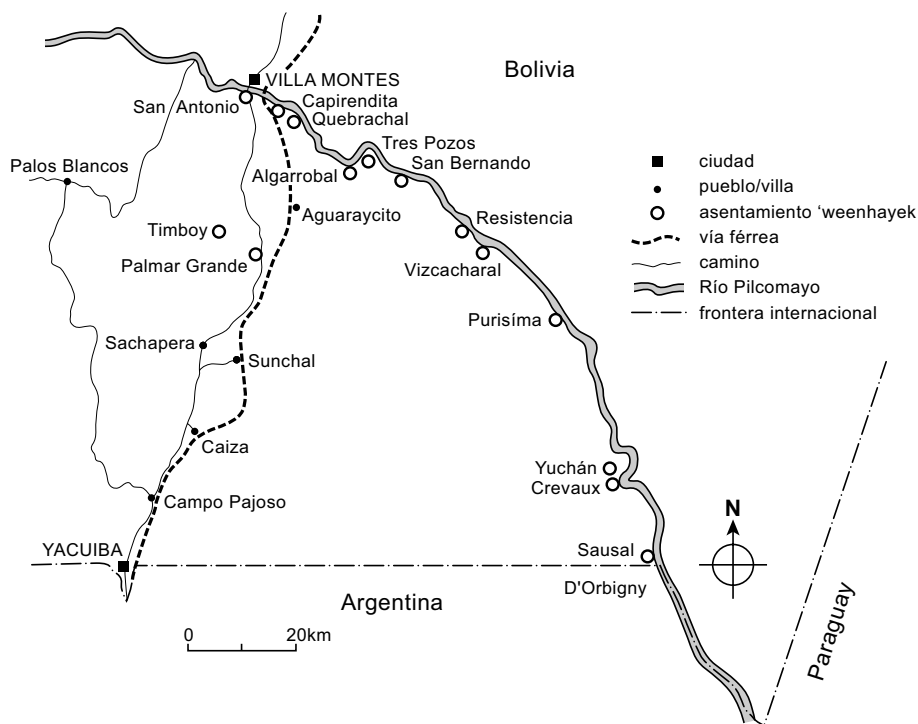 Bolivia
VILLA MONTES
San Antonio
Capirendita
Quebrachal
Tres Pozos
San Bernando
Algarrobal
Palos Blancos
Aguaraycito
Timboy
Palmar Grande
Resistencia
Vizcacharal
Purisíma
Sachapera
Sunchal
Caiza
Campo Pajoso
Yuchán
Crevaux
YACUIBA
Sausal
D'Orbigny
Argentina
Paraguay
0 20km
N
ciudad
pueblo/villa
asentamiento ‘weenhayek
vía férrea
camino
Río Pilcomayo
frontera internacional